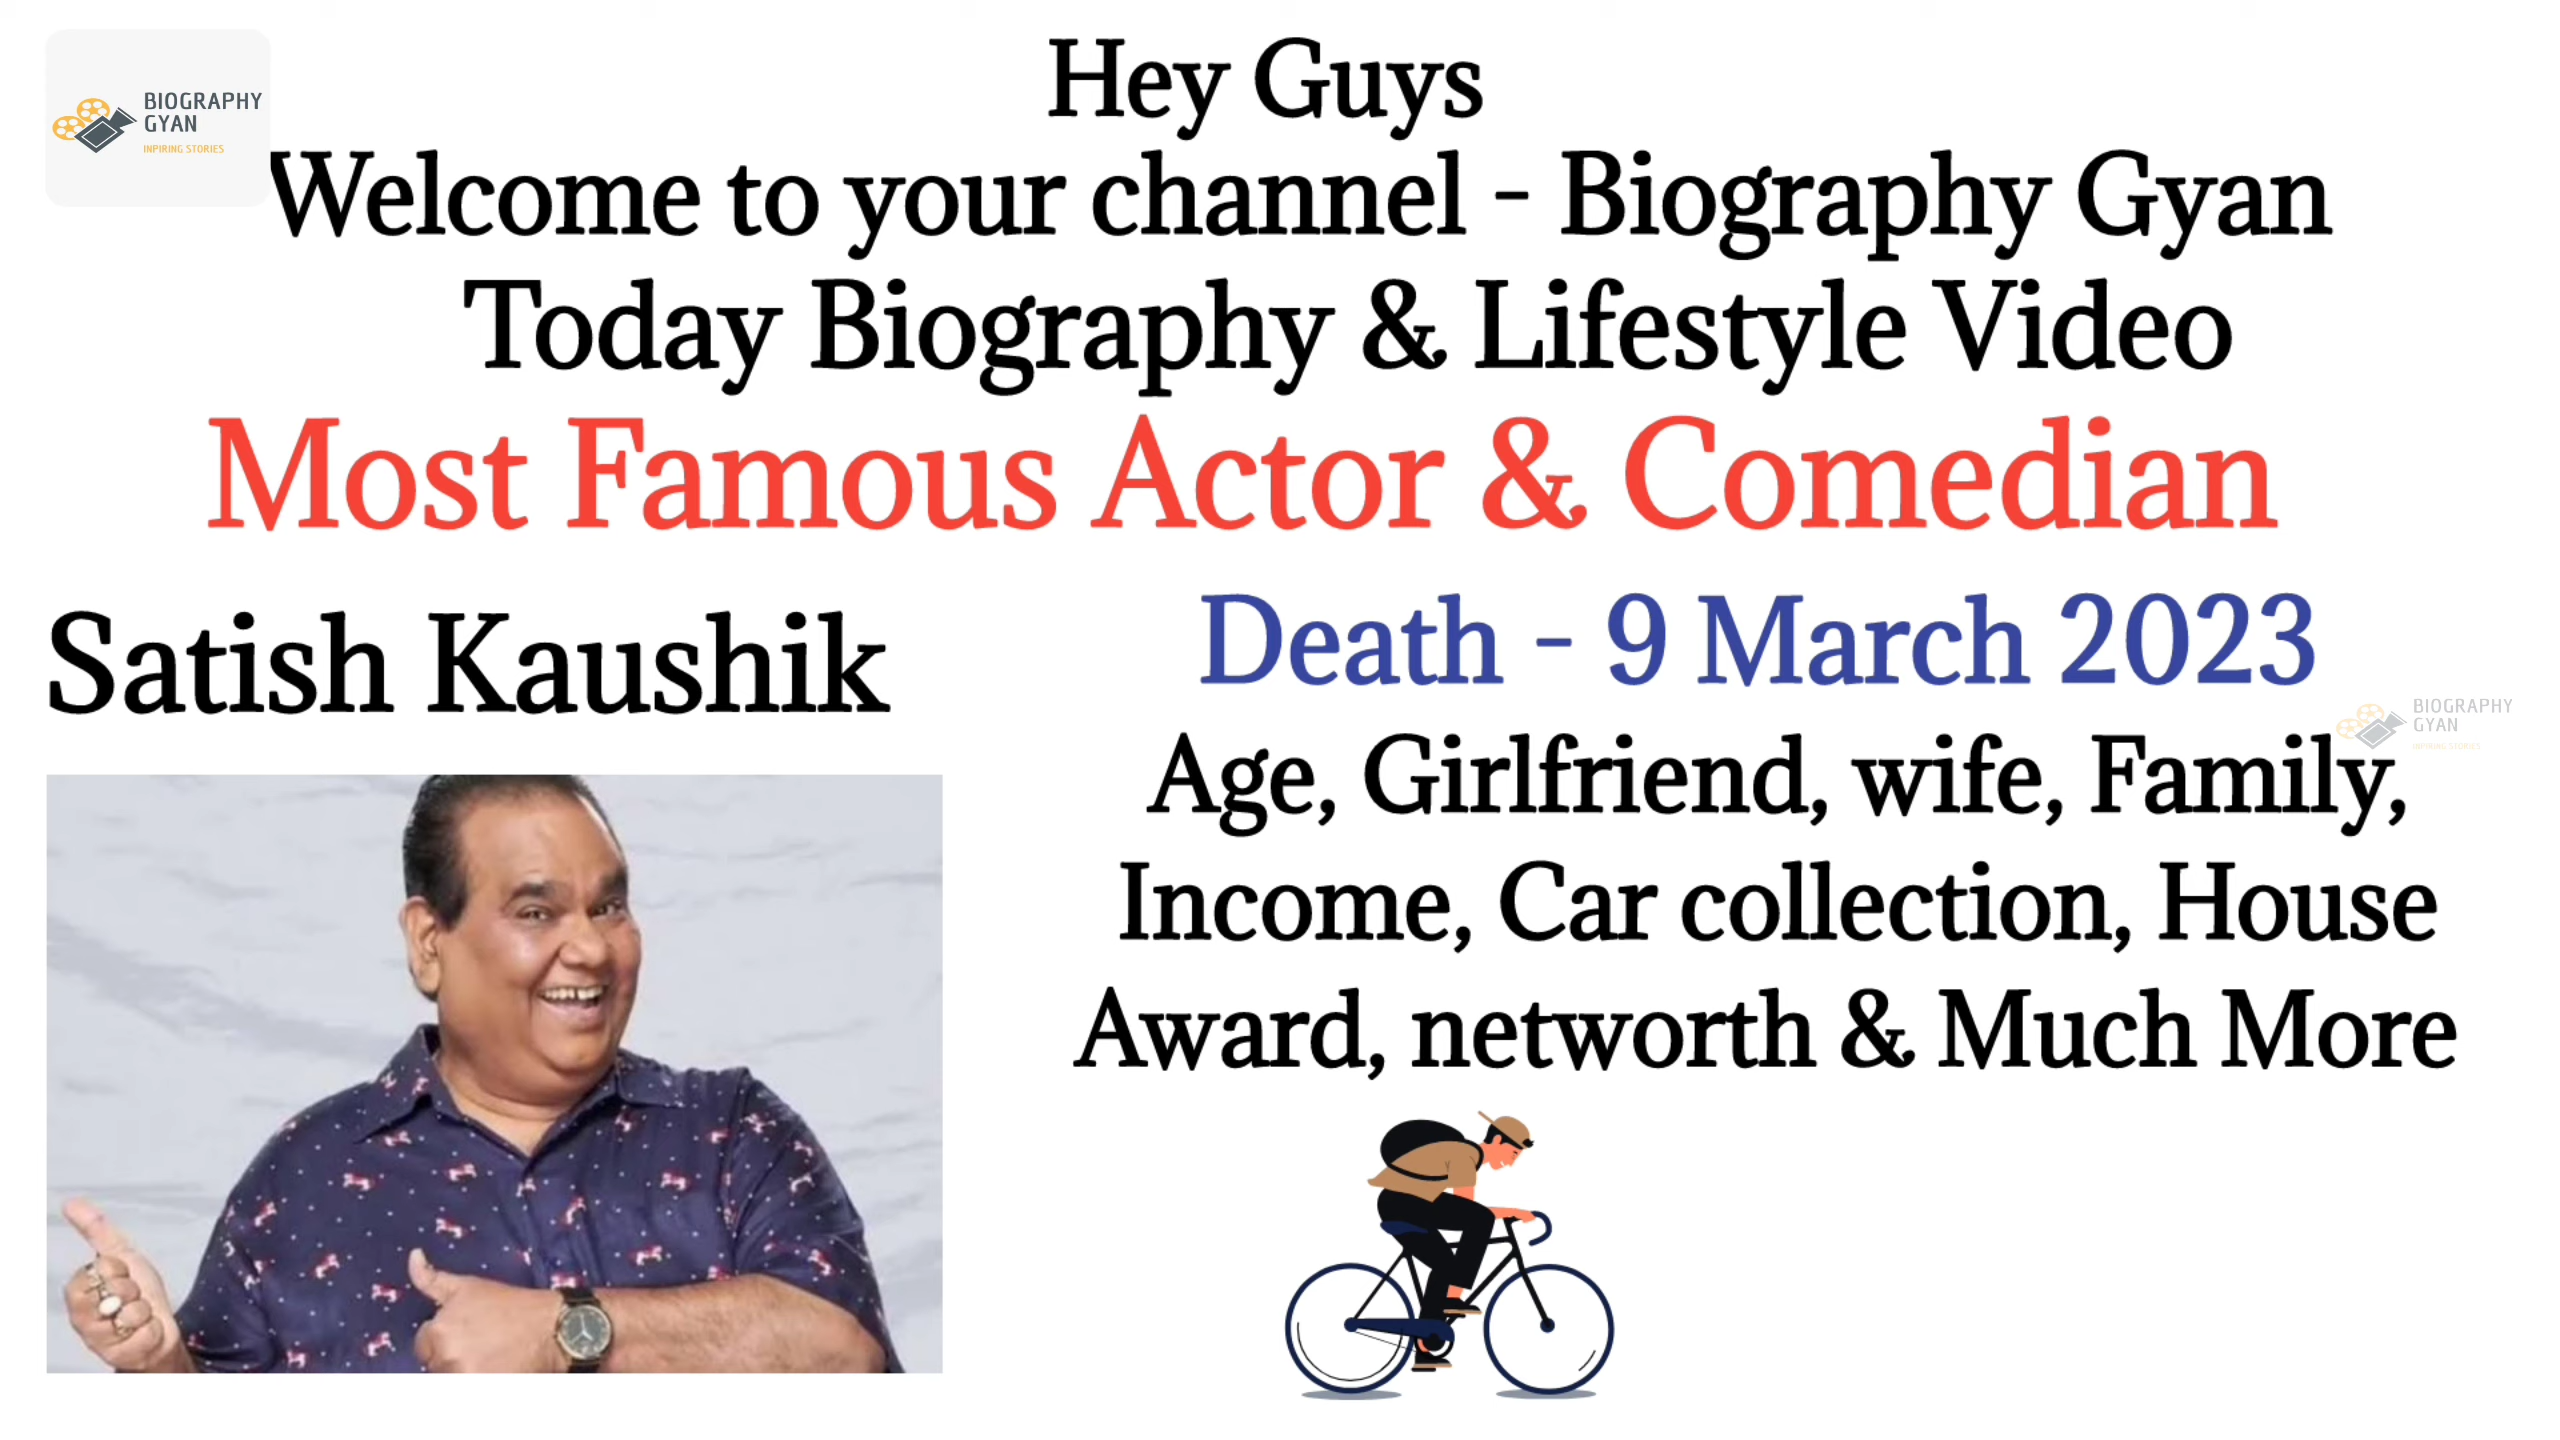 BIOGRAPHY
GYAN
INPIRING STORIES
Hey Guys
Welcome to your channel - Biography Gyan
Today Biography & Lifestyle Video
Most Famous Actor & Comedian
Satish Kaushik
Death - 9 March 2023
BIOGRAPHY
GYAN
INPIRING STORIES
Age, Girlfriend, wife, Family,
Income, Car collection, House
Award, networth & Much More